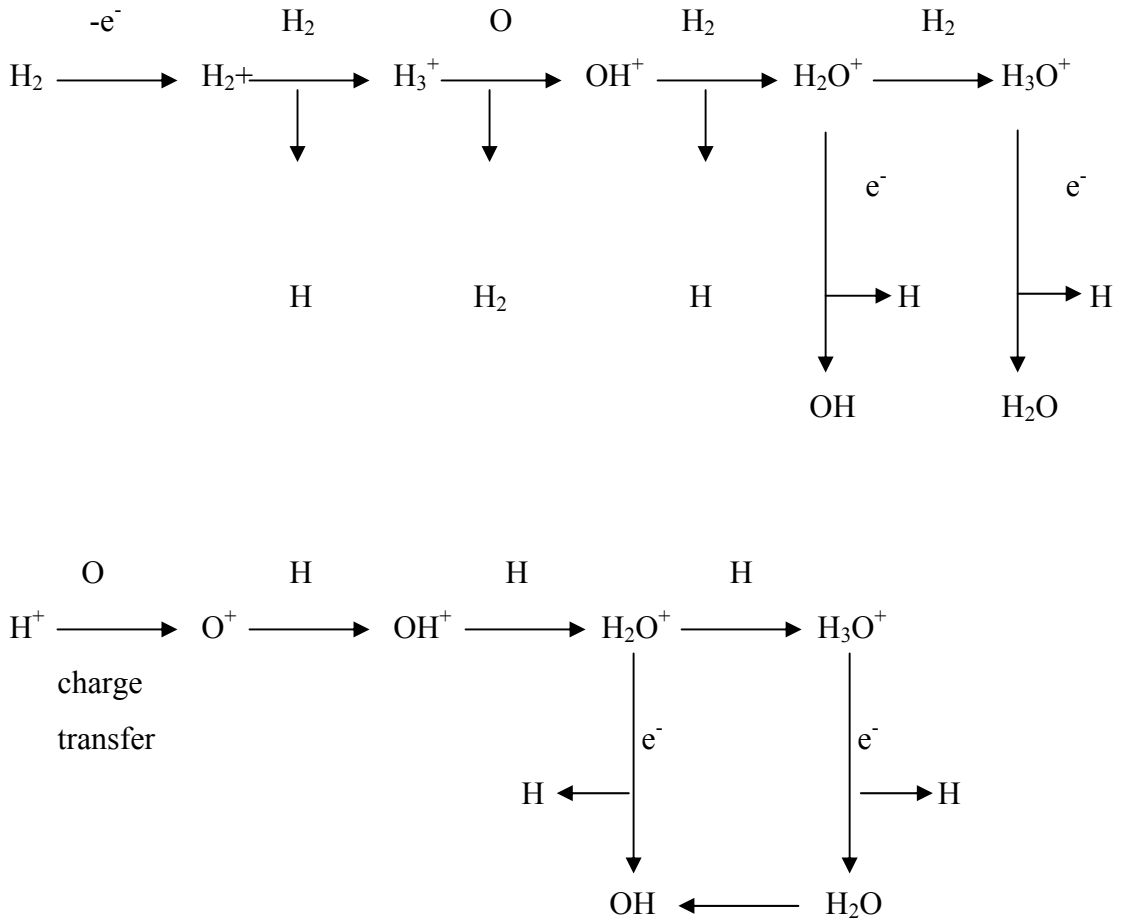 -e⁻ H₂ O H₂ H₂
H₂ H₂+ H₃⁺ OH⁺ H₂O⁺ H₃O⁺
e⁻ e⁻
H H₂ H H H
OH H₂O
O H H H
H⁺ O⁺ OH⁺ H₂O⁺ H₃O⁺
charge
transfer e⁻ e⁻
H H
OH H₂O